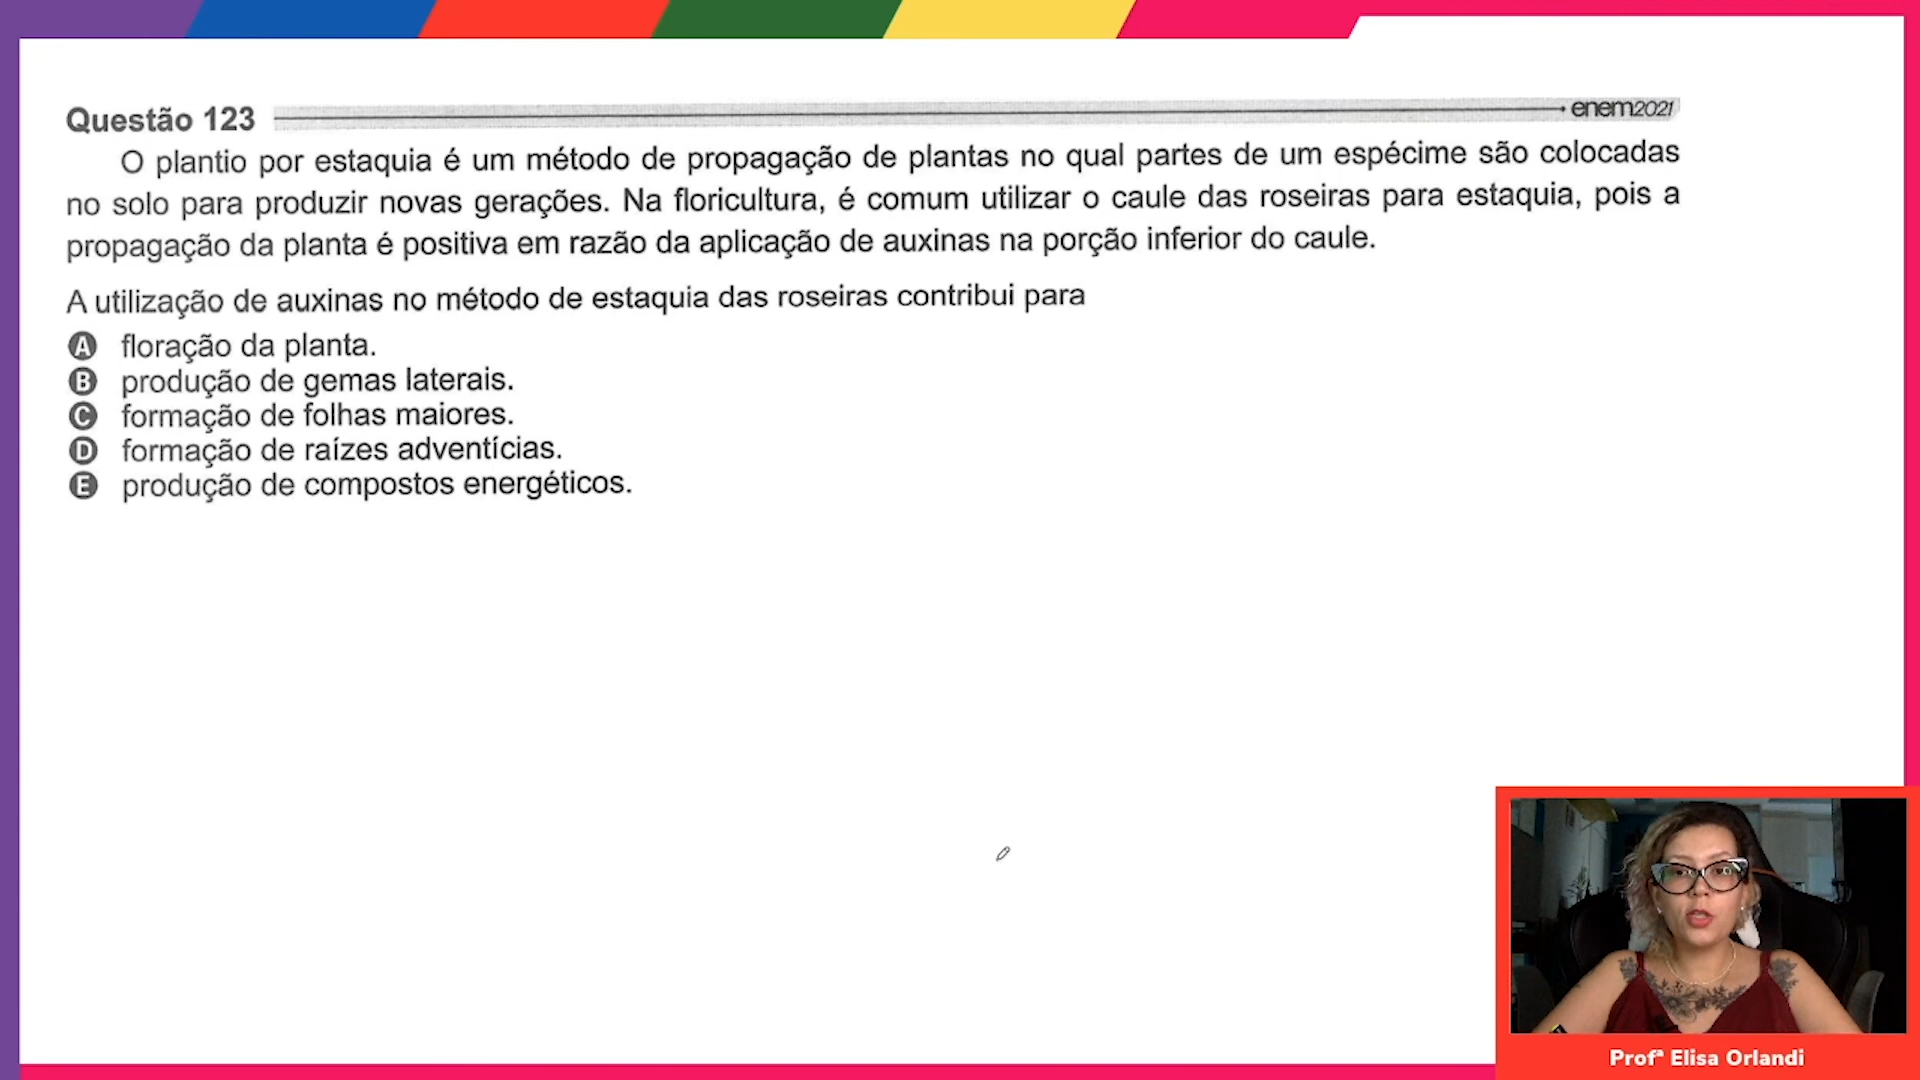 Questão 123
enem2021
O plantio por estaquia é um método de propagação de plantas no qual partes de um espécime são colocadas
no solo para produzir novas gerações. Na floricultura, é comum utilizar o caule das roseiras para estaquia, pois a
propagação da planta é positiva em razão da aplicação de auxinas na porção inferior do caule.
A utilização de auxinas no método de estaquia das roseiras contribui para
A floração da planta.
B produção de gemas laterais.
C formação de folhas maiores.
D formação de raízes adventícias.
E produção de compostos energéticos.
Profª Elisa Orlandi